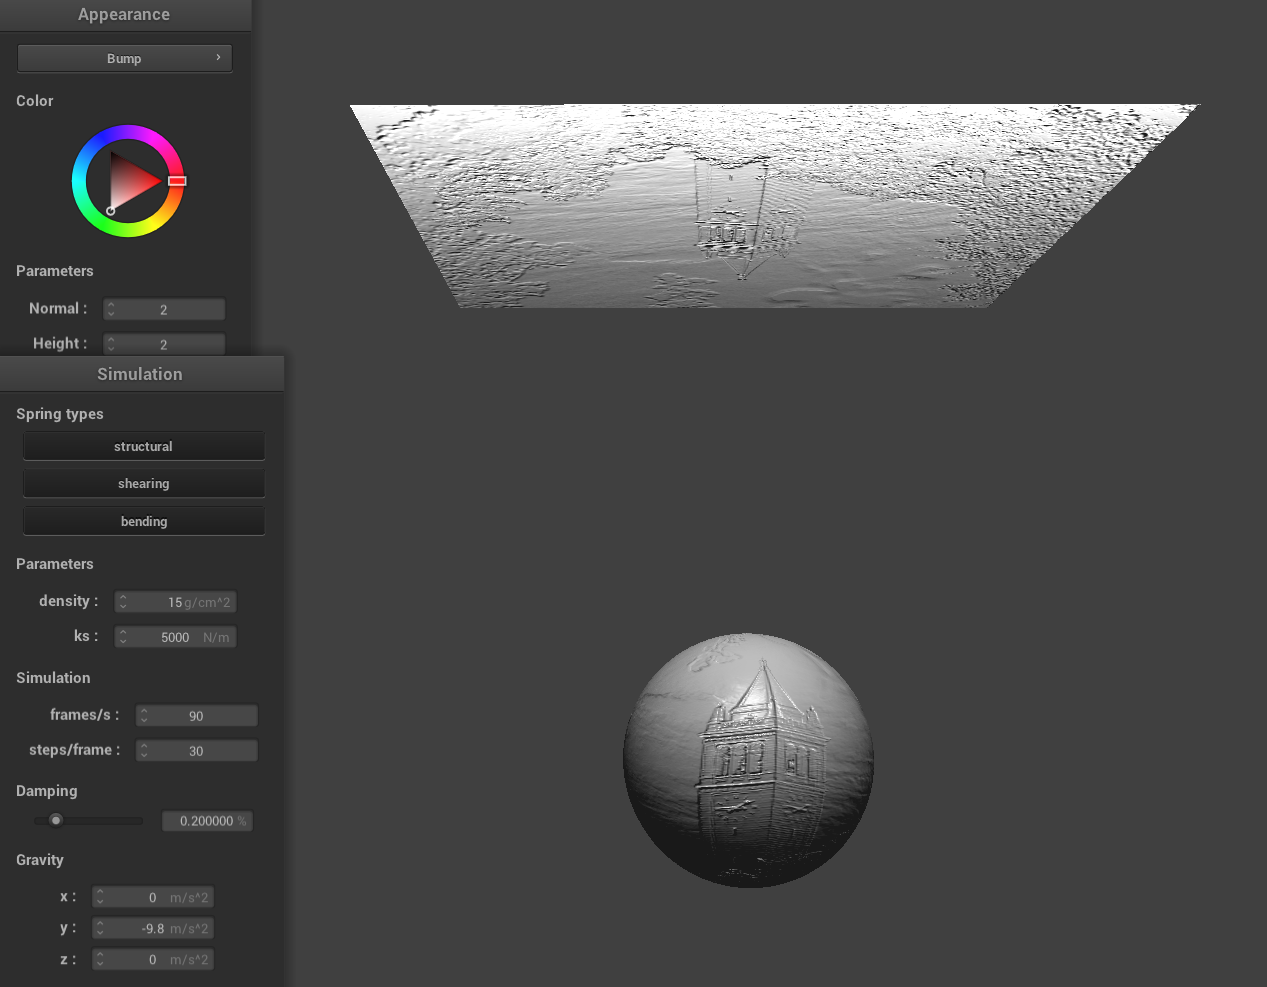 Appearance
Bump ›
Color
Parameters
Normal : 2
Height : 2
Simulation
Spring types
structural
shearing
bending
Parameters
density : 15 g/cm^2
ks : 5000 N/m
Simulation
frames/s : 90
steps/frame : 30
Damping
0.200000 %
Gravity
x : 0 m/s^2
y : -9.8 m/s^2
z : 0 m/s^2